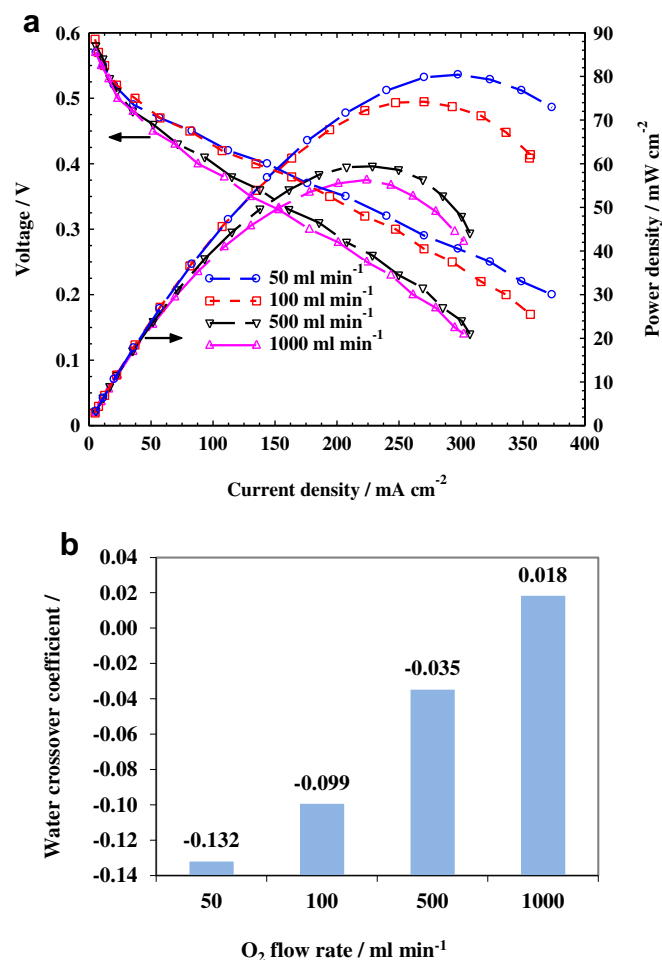 a
0.6
0.5
0.4
0.3
0.2
0.1
0
Voltage / V
90
80
70
60
50
40
30
20
10
0
Power density / mW cm⁻²
50 ml min⁻¹
100 ml min⁻¹
500 ml min⁻¹
1000 ml min⁻¹
0 50 100 150 200 250 300 350 400
Current density / mA cm⁻²
b
0.04
0.02
0.00
-0.02
-0.04
-0.06
-0.08
-0.10
-0.12
-0.14
Water crossover coefficient /
-0.132
-0.099
-0.035
0.018
50 100 500 1000
O₂ flow rate / ml min⁻¹